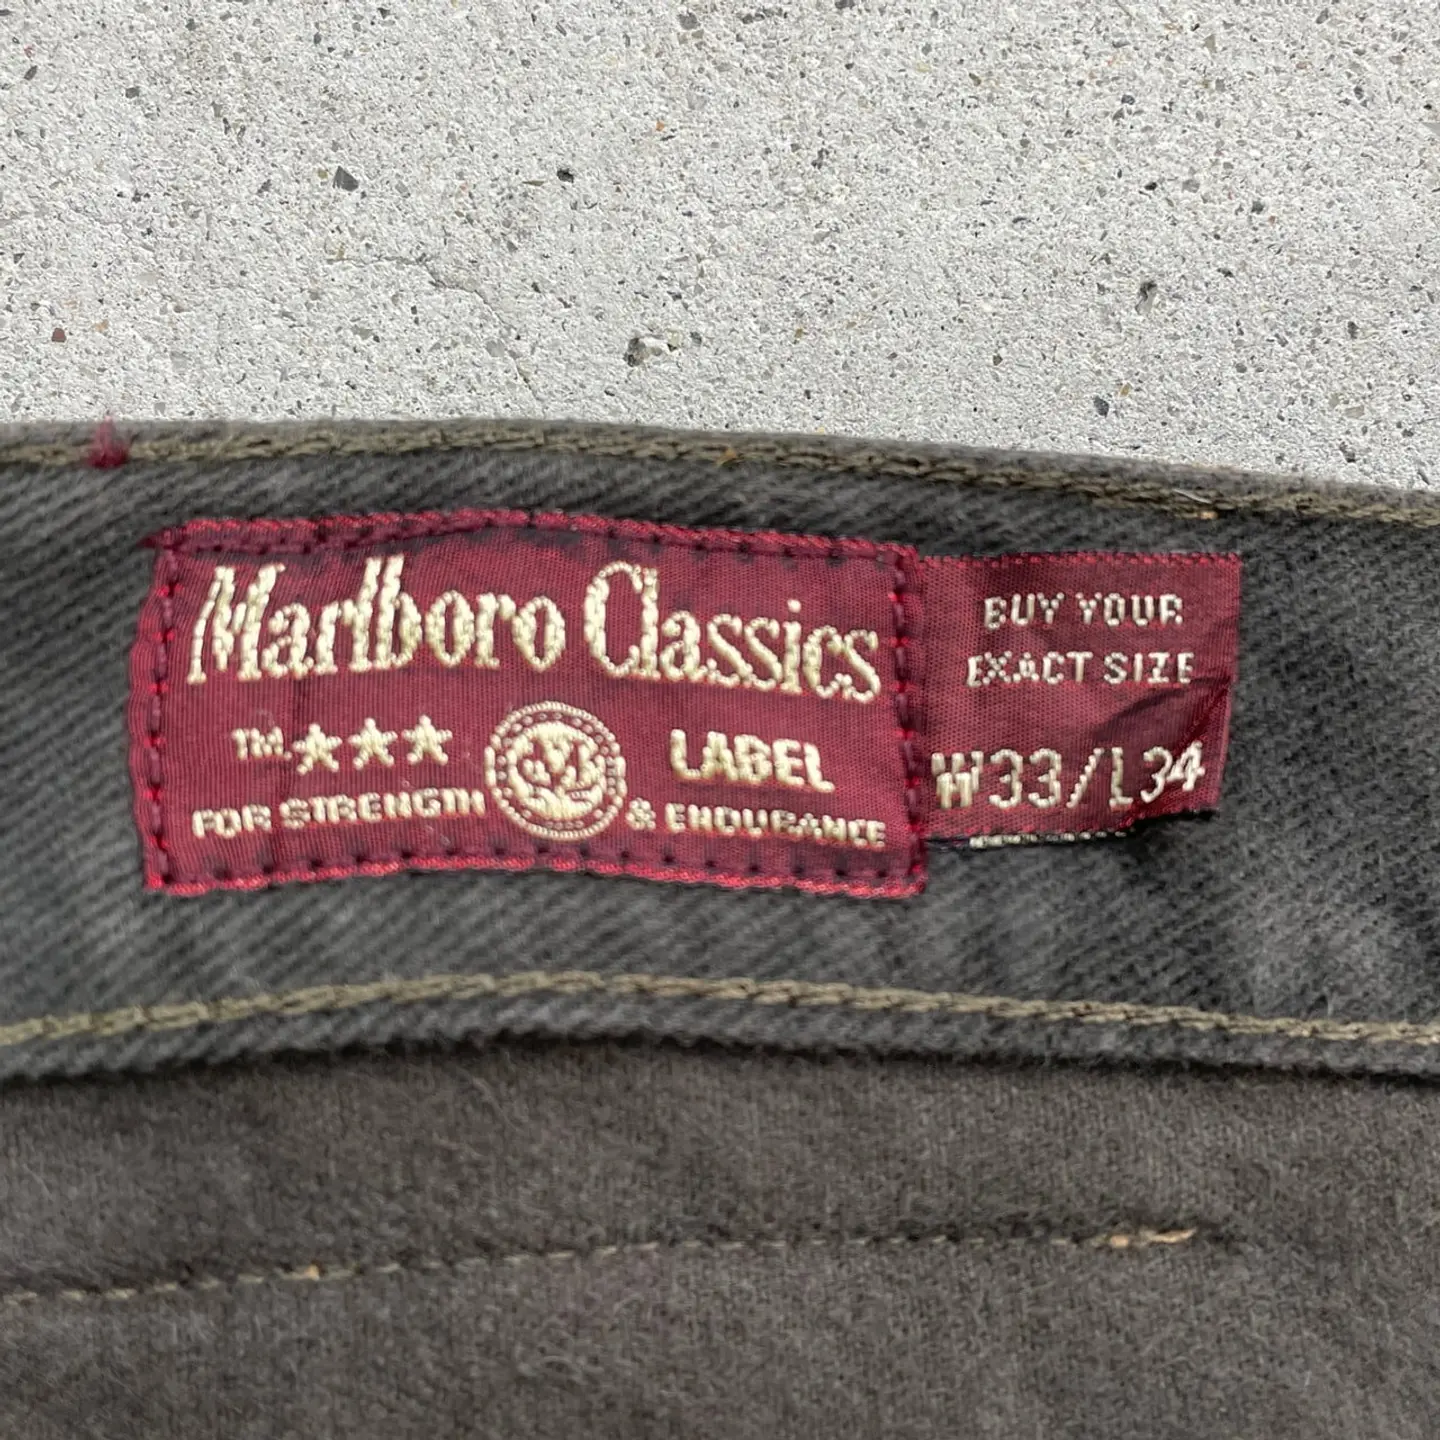 Marlboro Classics
TM ★★★ LABEL
FOR STRENGTH & ENDURANCE
BUY YOUR
EXACT SIZE
W33/L34